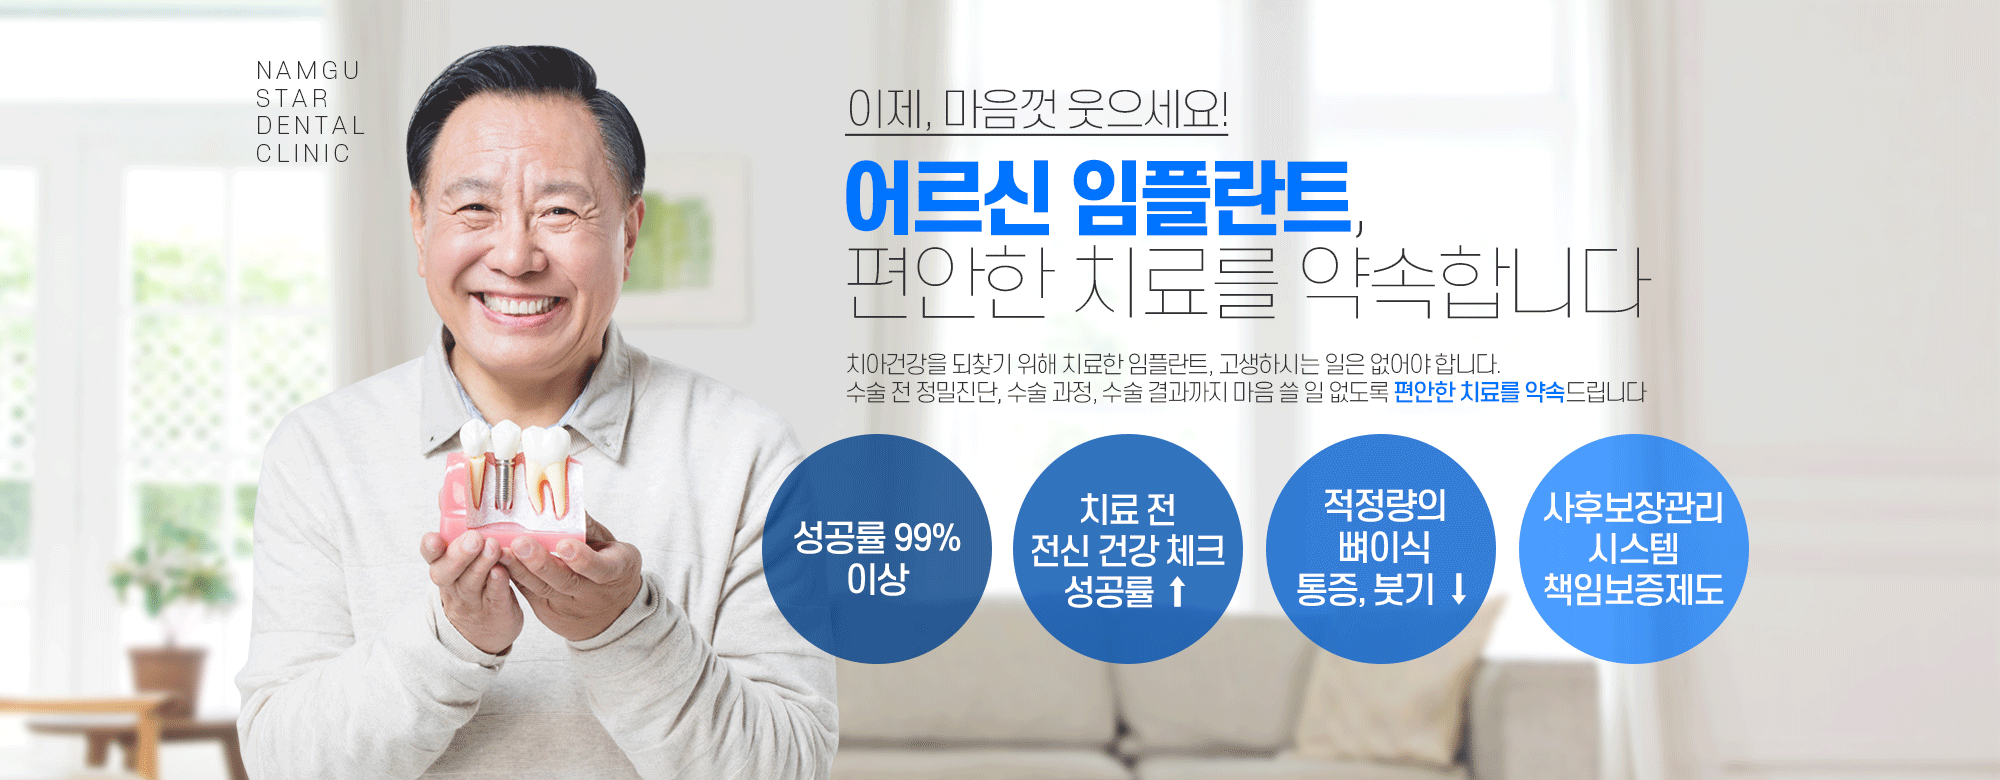 NAMGU
STAR
DENTAL
CLINIC
이제, 마음껏 웃으세요!
어르신 임플란트,
편안한 치료를 약속합니다
치아건강을 되찾기 위해 치료한 임플란트, 고생하시는 일은 없어야 합니다.
수술 전 정밀진단, 수술 과정, 수술 결과까지 마음 쓸 일 없도록 편안한 치료를 약속드립니다
성공률 99%
이상
치료 전
전신 건강 체크
성공률 ⬆
적정량의
뼈이식
통증, 붓기 ⬇
사후보장관리
시스템
책임보증제도